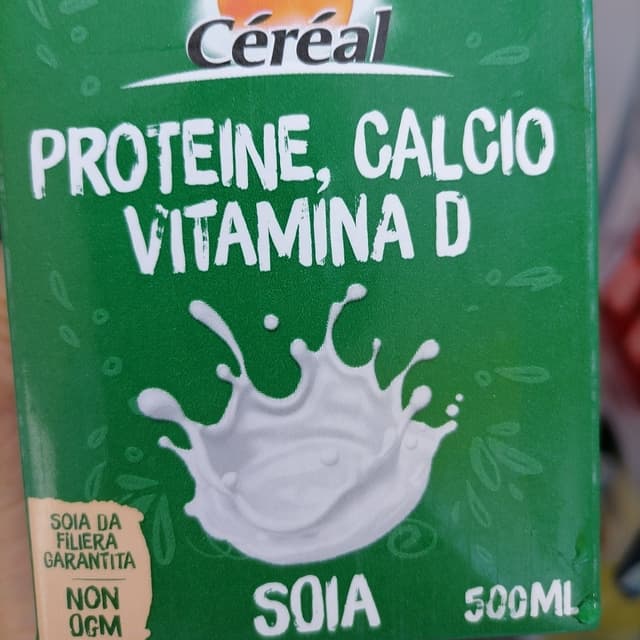 Céréal
PROTEINE, CALCIO
VITAMINA D
SOIA DA
FILIERA
GARANTITA
NON
OGM
SOIA
500ML